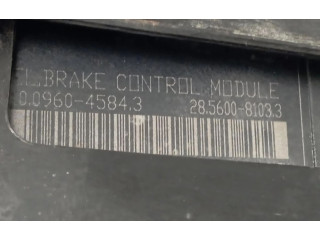 EL.BRAKE CONTROL MODULE
0.0960-4584.3 28.5600-8103.3